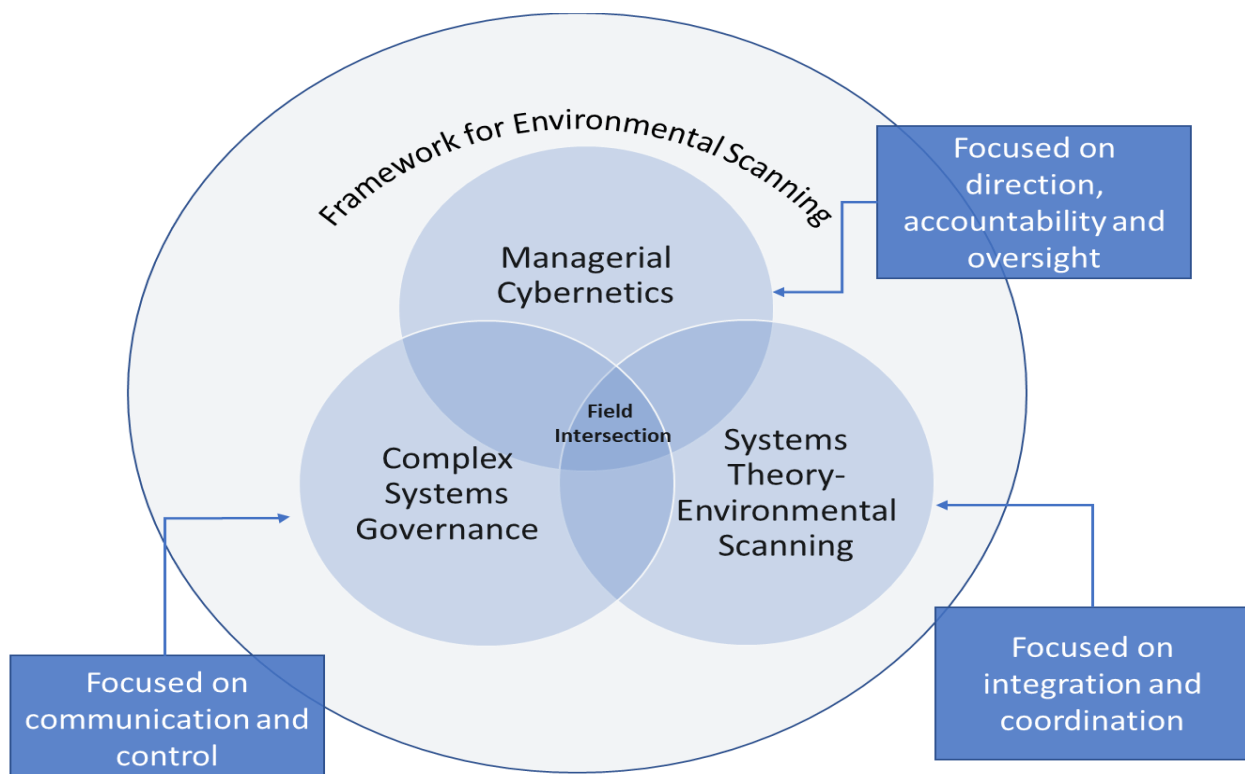 Framework for Environmental Scanning
Focused on
direction,
accountability and
oversight
Managerial
Cybernetics
Field
Intersection
Complex
Systems
Governance
Systems
Theory-
Environmental
Scanning
Focused on
communication and
control
Focused on
integration and
coordination